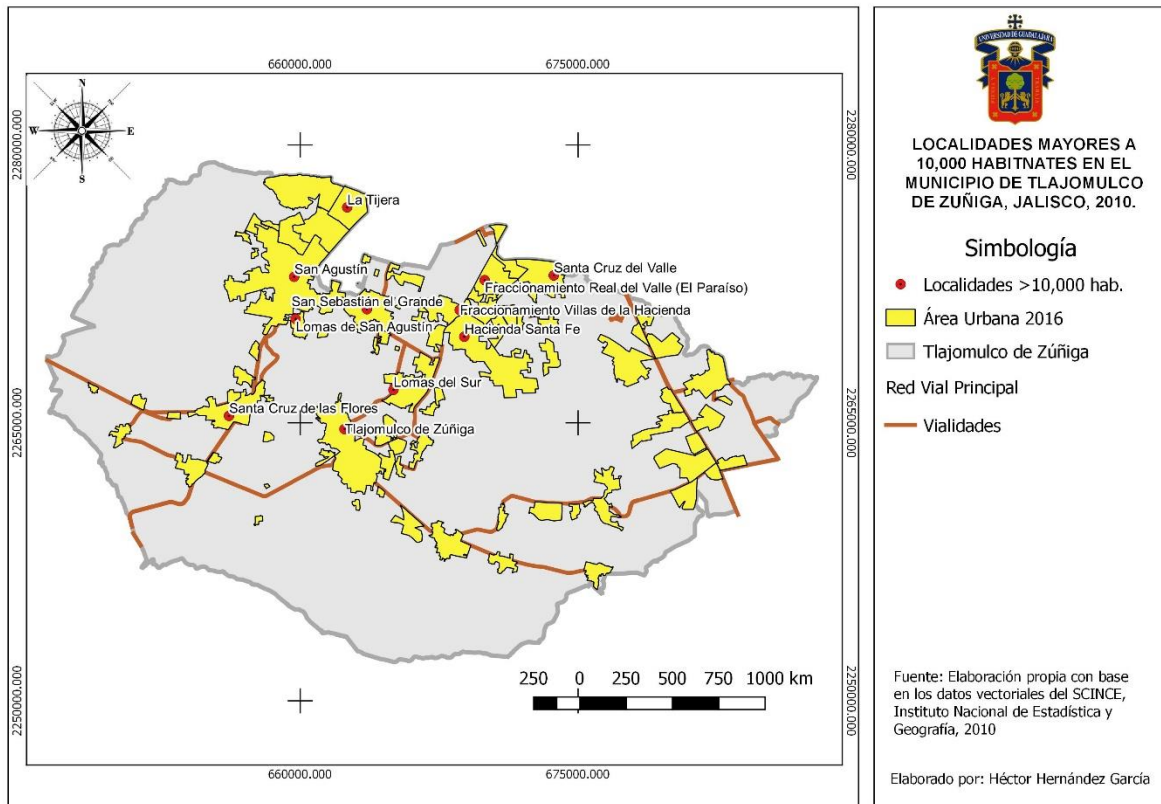 660000.000
675000.000
2280000.000
2280000.000
N
W
E
S
La Tijera
San Agustín
Santa Cruz del Valle
Fraccionamiento Real del Valle (El Paraíso)
San Sebastián el Grande
Fraccionamiento Villas de la Hacienda
Lomas de San Agustín
Hacienda Santa Fe
Lomas del Sur
Santa Cruz de las Flores
Tlajomulco de Zúñiga
2265000.000
2265000.000
250 0 250 500 750 1000 km
2250000.000
2250000.000
660000.000
675000.000
UNIVERSIDAD DE GUADALAJARA
LOCALIDADES MAYORES A
10,000 HABITNATES EN EL
MUNICIPIO DE TLAJOMULCO
DE ZUÑIGA, JALISCO, 2010.
Simbología
Localidades >10,000 hab.
Área Urbana 2016
Tlajomulco de Zúñiga
Red Vial Principal
Vialidades
Fuente: Elaboración propia con base
en los datos vectoriales del SCINCE,
Instituto Nacional de Estadística y
Geografía, 2010
Elaborado por: Héctor Hernández García